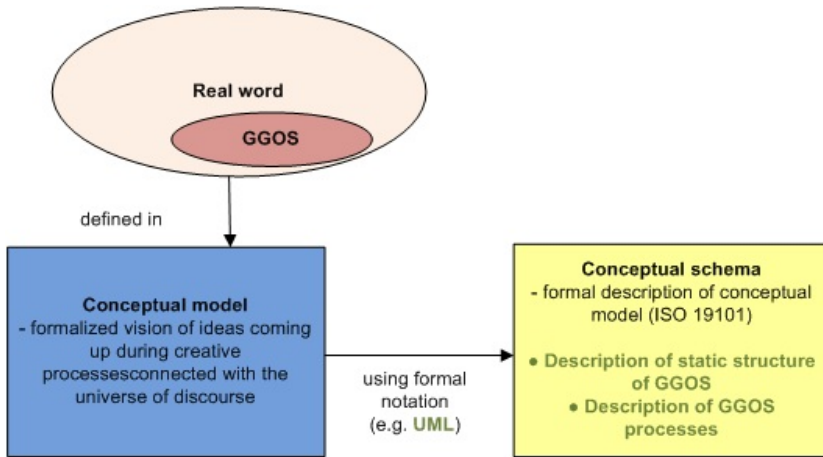 Real word
GGOS
defined in
Conceptual model
- formalized vision of ideas coming
up during creative
processesconnected with the
universe of discourse
using formal
notation
(e.g. UML)
Conceptual schema
- formal description of conceptual
model (ISO 19101)
● Description of static structure
of GGOS
● Description of GGOS
processes